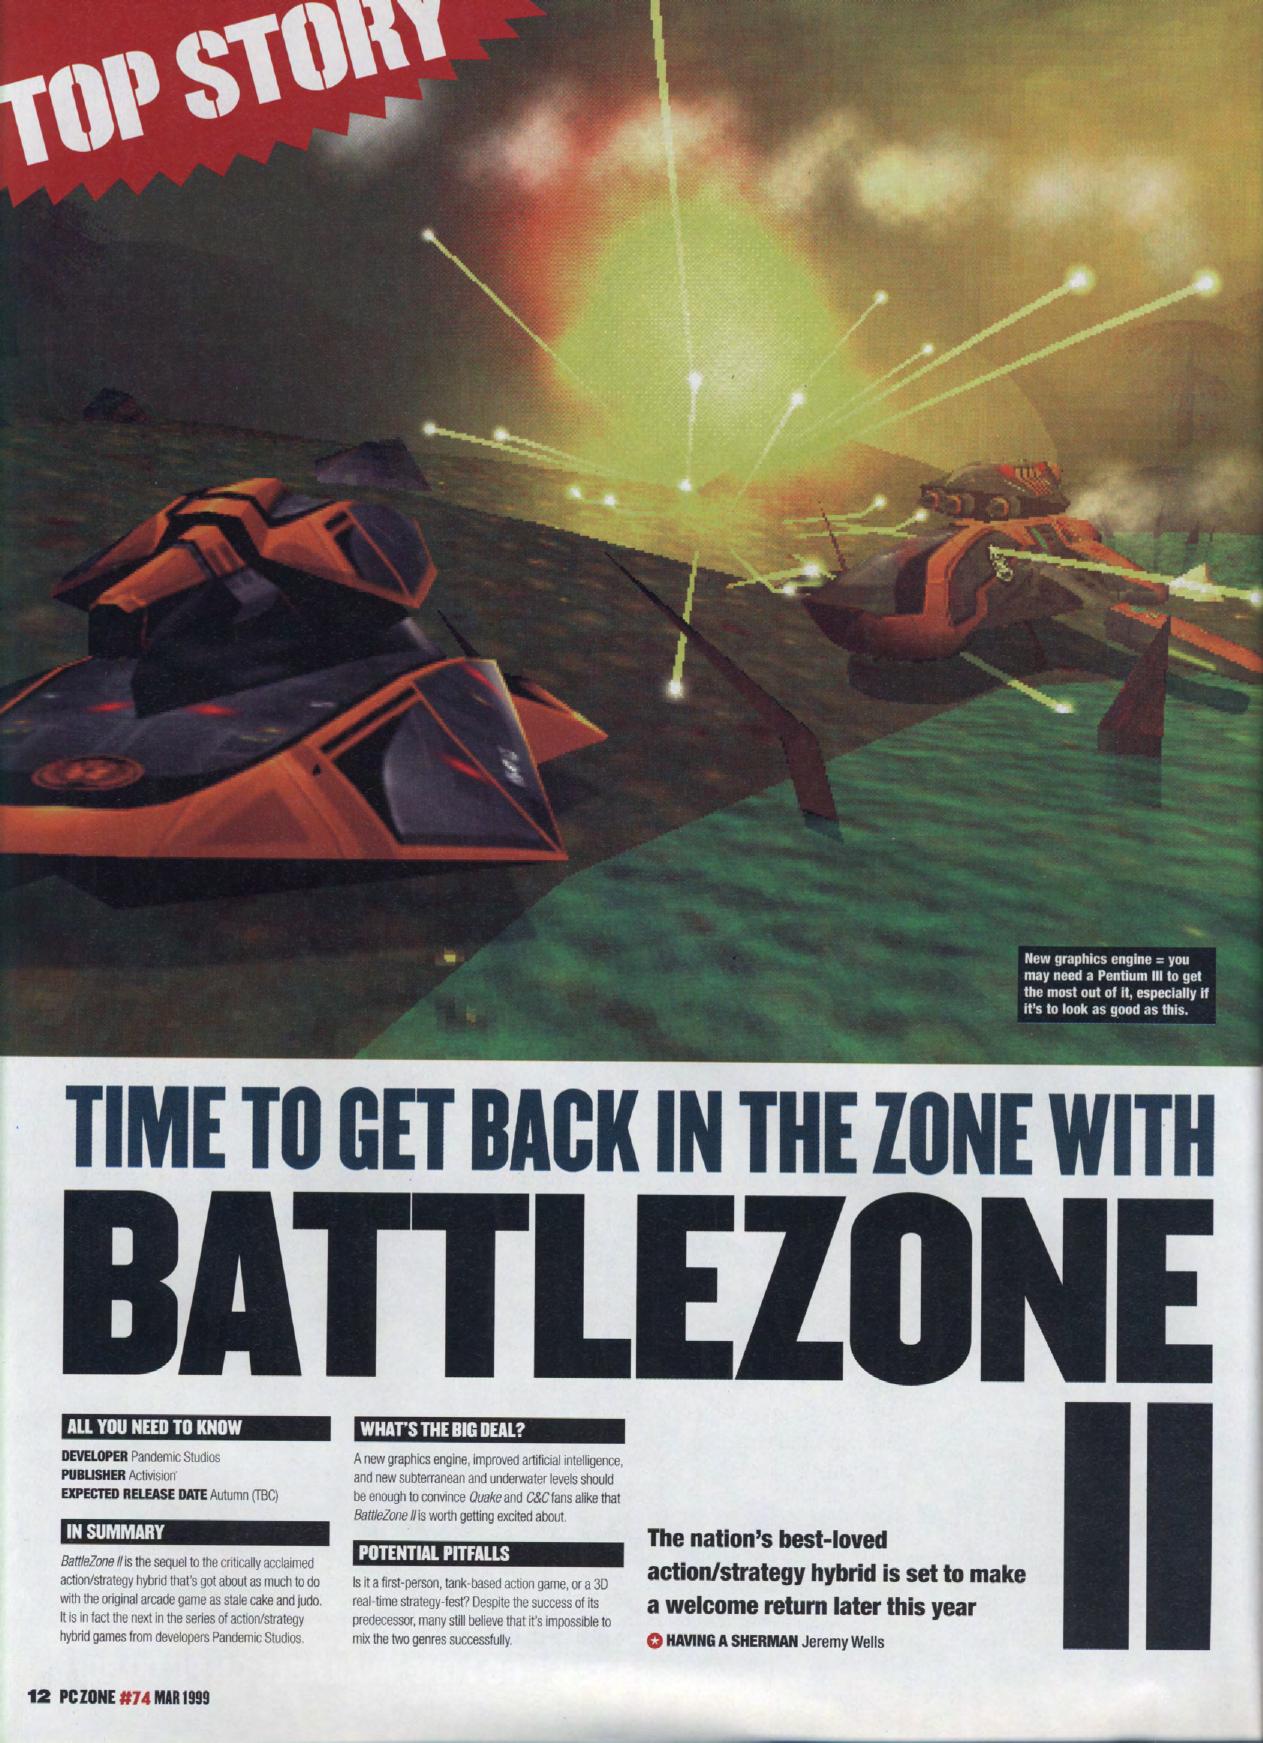 TOP STORY
New graphics engine = you
may need a Pentium III to get
the most out of it, especially if
it's to look as good as this.
TIME TO GET BACK IN THE ZONE WITH
BATTLEZONE
II
ALL YOU NEED TO KNOW
DEVELOPER Pandemic Studios
PUBLISHER Activision
EXPECTED RELEASE DATE Autumn (TBC)
IN SUMMARY
BattleZone II is the sequel to the critically acclaimed
action/strategy hybrid that's got about as much to do
with the original arcade game as stale cake and judo.
It is in fact the next in the series of action/strategy
hybrid games from developers Pandemic Studios.
WHAT'S THE BIG DEAL?
A new graphics engine, improved artificial intelligence,
and new subterranean and underwater levels should
be enough to convince Quake and C&C fans alike that
BattleZone II is worth getting excited about.
POTENTIAL PITFALLS
Is it a first-person, tank-based action game, or a 3D
real-time strategy-fest? Despite the success of its
predecessor, many still believe that it's impossible to
mix the two genres successfully.
The nation's best-loved
action/strategy hybrid is set to make
a welcome return later this year
HAVING A SHERMAN Jeremy Wells
12 PC ZONE #74 MAR 1999